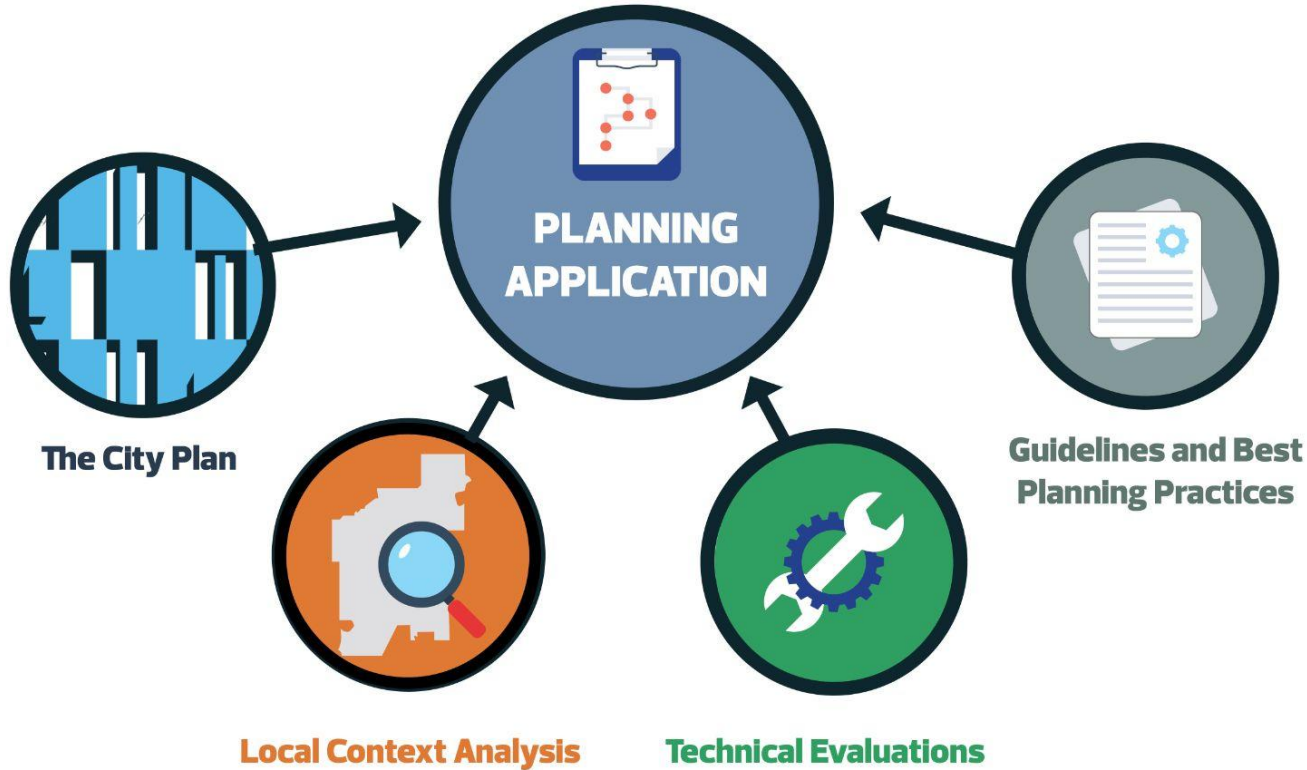 PLANNING
APPLICATION
The City Plan
Guidelines and Best
Planning Practices
Local Context Analysis
Technical Evaluations